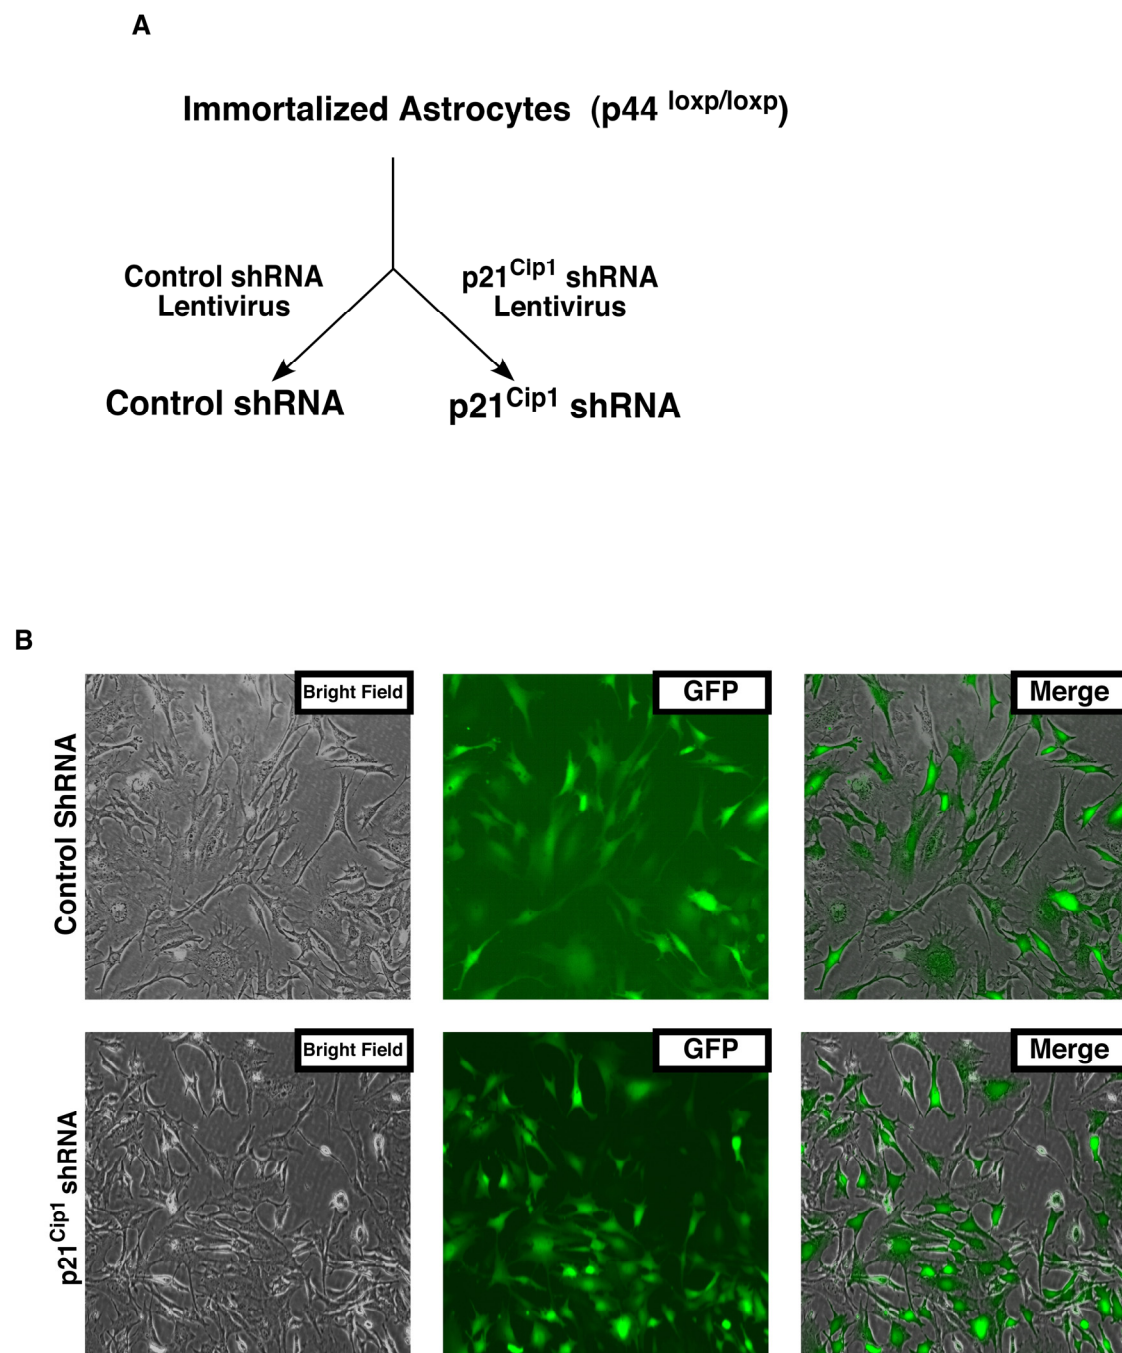 A
Immortalized Astrocytes (p44 loxp/loxp)
Control shRNA
Lentivirus
p21Cip1 shRNA
Lentivirus
Control shRNA
p21Cip1 shRNA
B
Control ShRNA
Bright Field
GFP
Merge
p21Cip1 shRNA
Bright Field
GFP
Merge